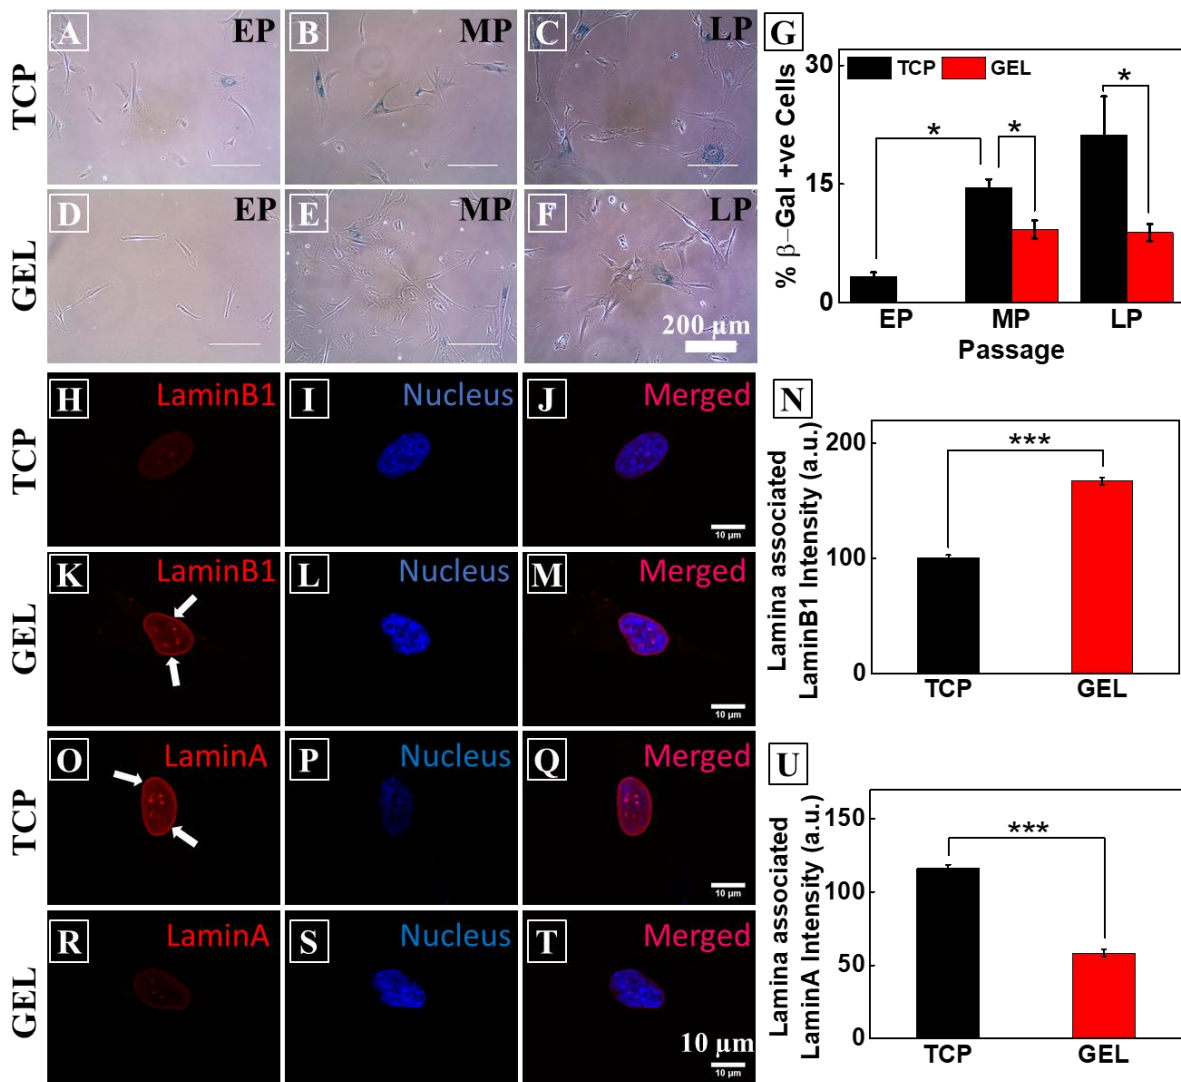 A
EP
B
MP
C
LP
TCP
D
EP
E
MP
F
LP
GEL
200 µm
G
TCP
GEL
*
*
*
30
15
0
% β–Gal +ve Cells
EP
MP
LP
Passage
H
LaminB1
I
Nucleus
J
Merged
TCP
10 µm
K
LaminB1
L
Nucleus
M
Merged
GEL
10 µm
N
200
100
0
Lamina associated
LaminB1 Intensity (a.u.)
***
TCP
GEL
O
LaminA
P
Nucleus
Q
Merged
TCP
10 µm
R
LaminA
S
Nucleus
T
Merged
GEL
10 µm
10 µm
U
150
100
50
0
Lamina associated
LaminA Intensity (a.u.)
***
TCP
GEL